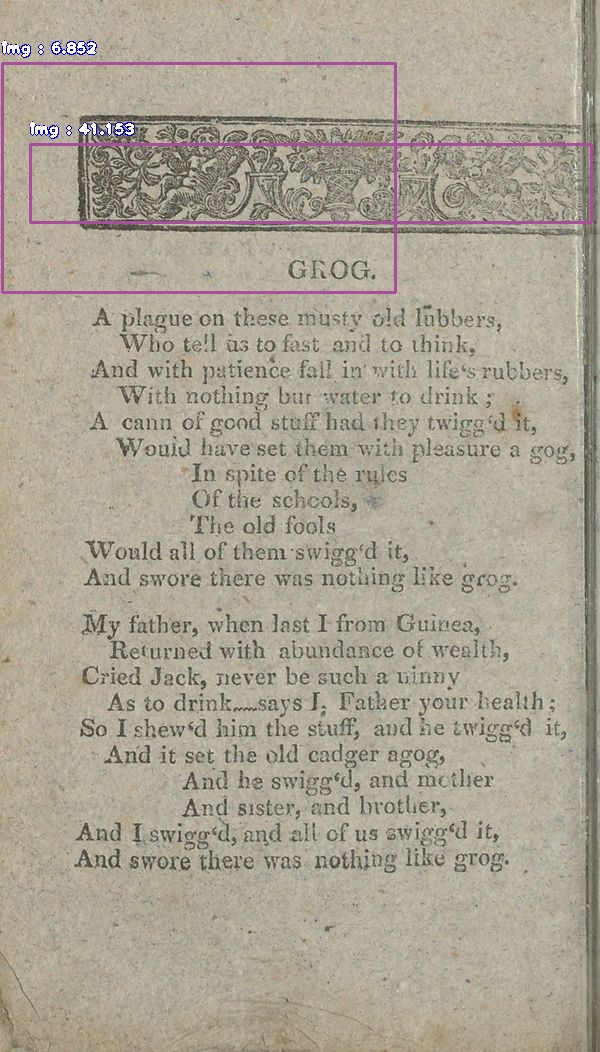 Img : 6.852
Img : 41.153
GROG.
A plague on these musty old lubbers,
Who tell us to fast and to think,
And with patience fall in with life‘s rubbers,
With nothing but water to drink ;
A cann of good stuff had they twigg‘d it,
Would have set them with pleasure a gog,
In spite of the rules
Of the schools,
The old fools
Would all of them swigg‘d it,
And swore there was nothing like grog.
My father, when last I from Guinea,
Returned with abundance of wealth,
Cried Jack, never be such a ninny
As to drink﹏﹏says I, Father your health ;
So I shew‘d him the stuff, and he twigg‘d it,
And it set the old cadger agog,
And he swigg‘d, and mother
And sister, and brother,
And I swigg‘d, and all of us swigg‘d it,
And swore there was nothing like grog.